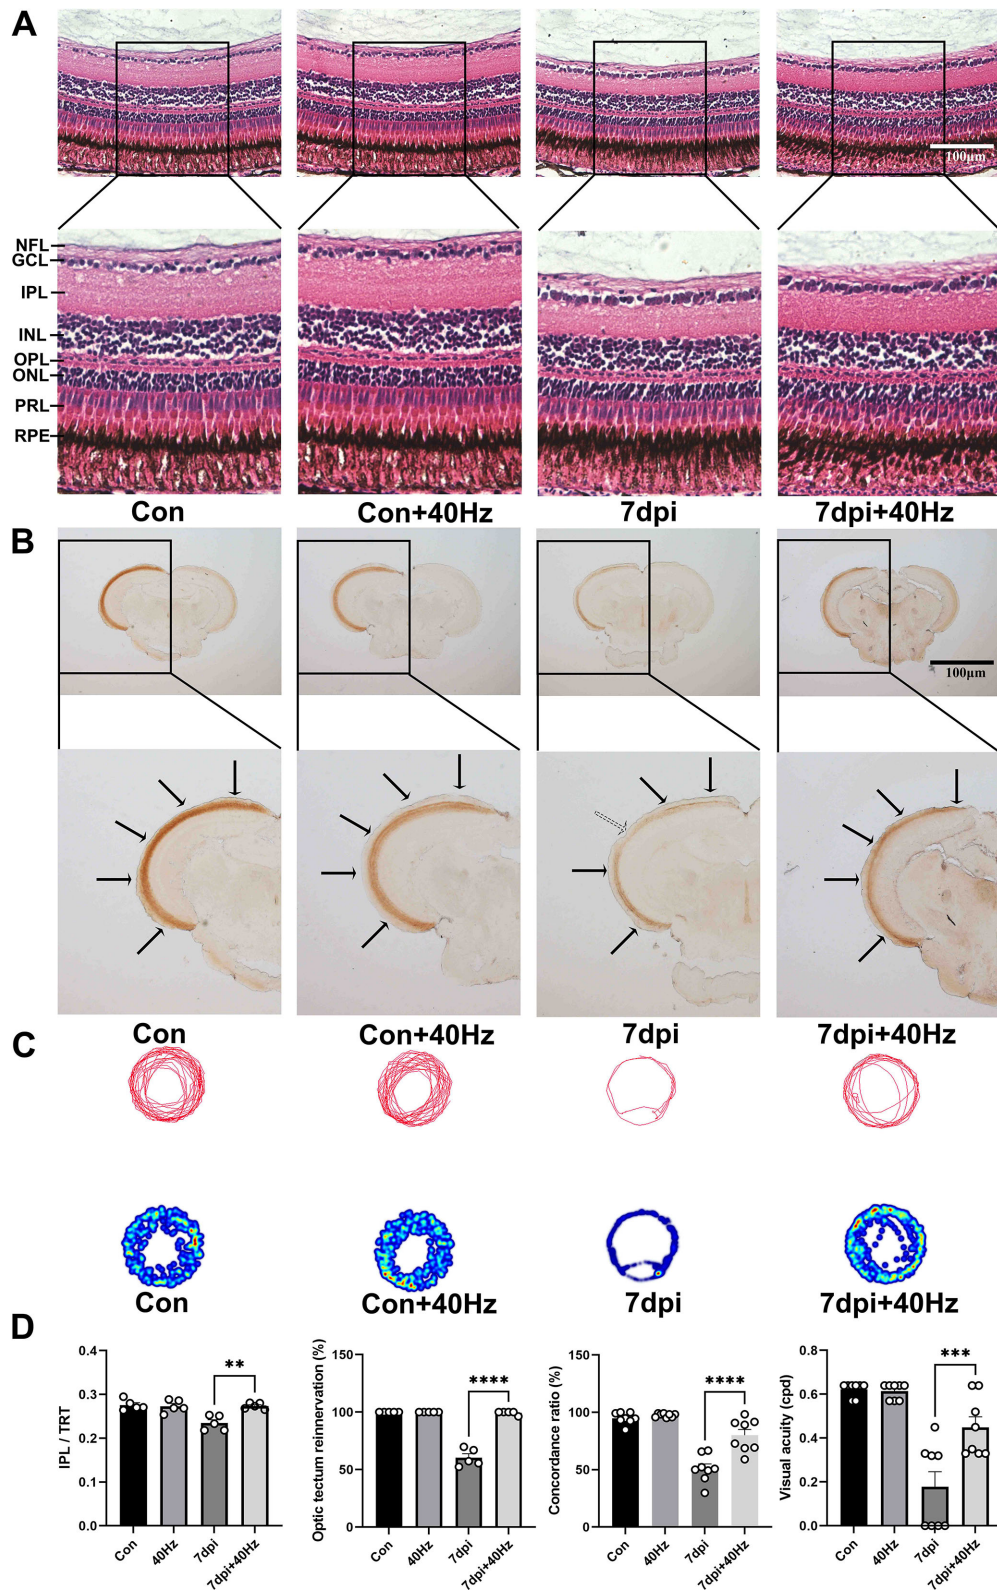 A
100μm
NFL
GCL
IPL
INL
OPL
ONL
PRL
RPE
Con
Con+40Hz
7dpi
7dpi+40Hz
B
100μm
Con
Con+40Hz
7dpi
7dpi+40Hz
C
Con
Con+40Hz
7dpi
7dpi+40Hz
D
IPL / TRT
0.4
0.3
0.2
0.1
0.0
**
Con
40Hz
7dpi
7dpi+40Hz
Optic tectum reinnervation (%)
150
100
50
0
****
Con
40Hz
7dpi
7dpi+40Hz
Concordance ratio (%)
150
100
50
0
****
Con
40Hz
7dpi
7dpi+40Hz
Visual acuity (cpd)
0.8
0.6
0.4
0.2
0.0
***
Con
40Hz
7dpi
7dpi+40Hz